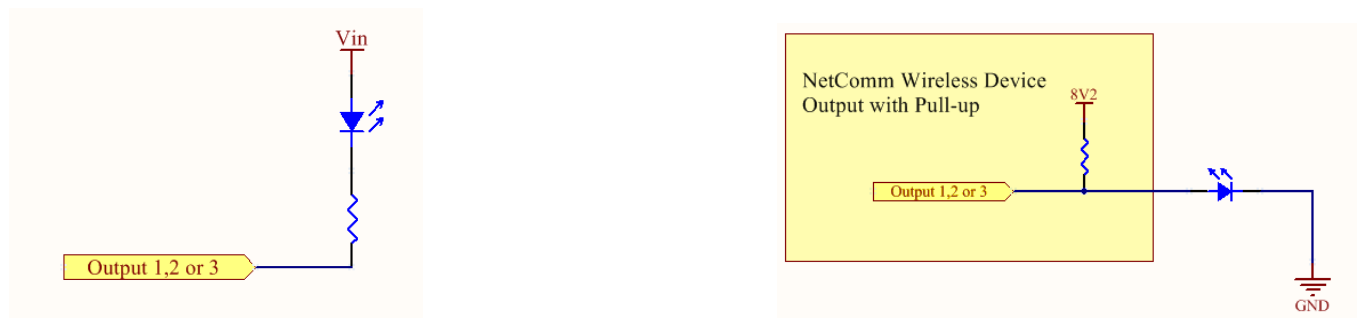 Vin
Output 1,2 or 3
NetComm Wireless Device
Output with Pull-up
8V2
Output 1,2 or 3
GND